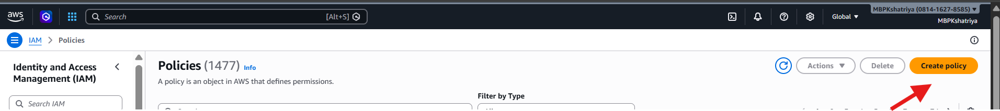 aws
Search [Alt+S]
Global
MBPKshatriya (0814-1627-8585)
MBPKshatriya
IAM > Policies
Identity and Access
Management (IAM)
Search IAM
Policies (1477) Info
A policy is an object in AWS that defines permissions.
Actions
Delete
Create policy
Filter by Type